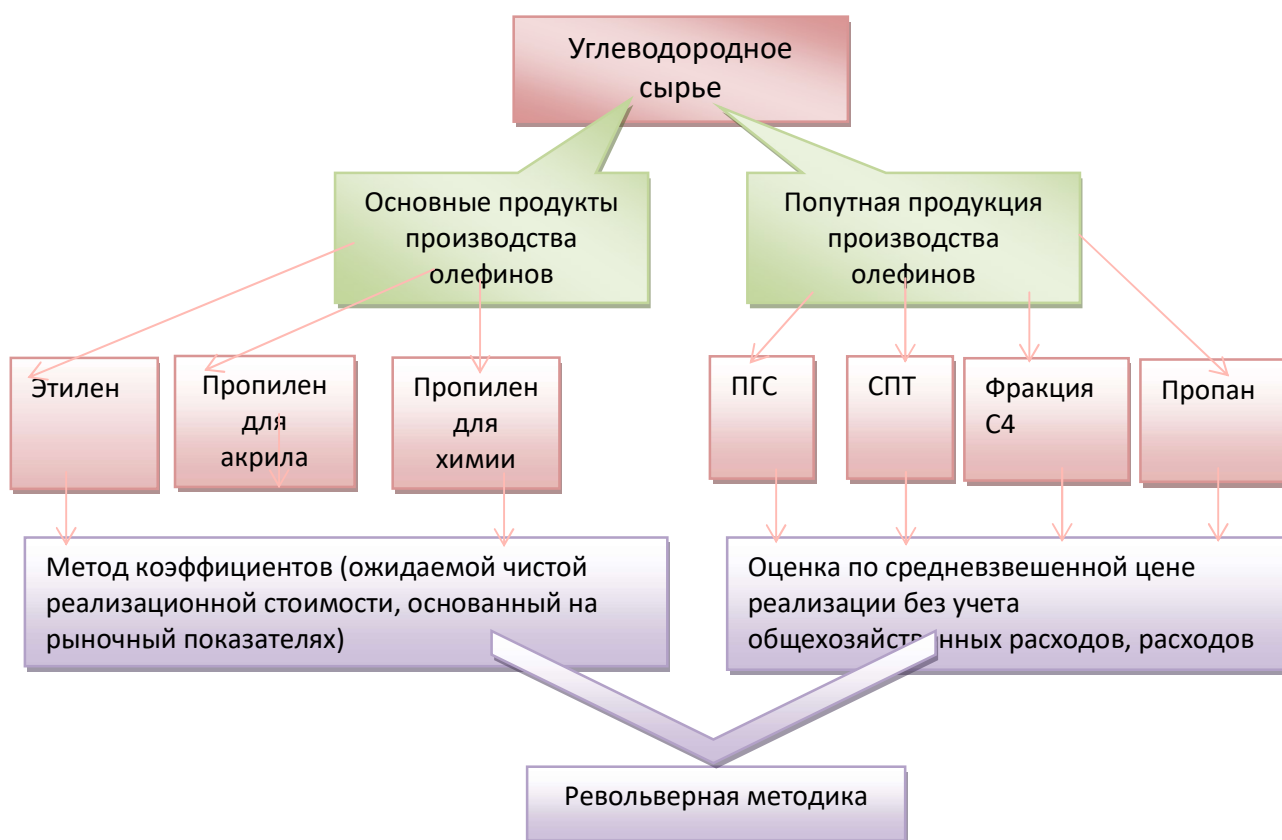 Углеводородное
сырье
Основные продукты
производства
олефинов
Попутная продукция
производства
олефинов
Этилен
Пропилен
для
акрила
Пропилен
для
химии
ПГС
СПТ
Фракция
С4
Пропан
Метод коэффициентов (ожидаемой чистой
реализационной стоимости, основанный на
рыночный показателях)
Оценка по средневзвешенной цене
реализации без учета
общехозяйственных расходов, расходов
Револьверная методика